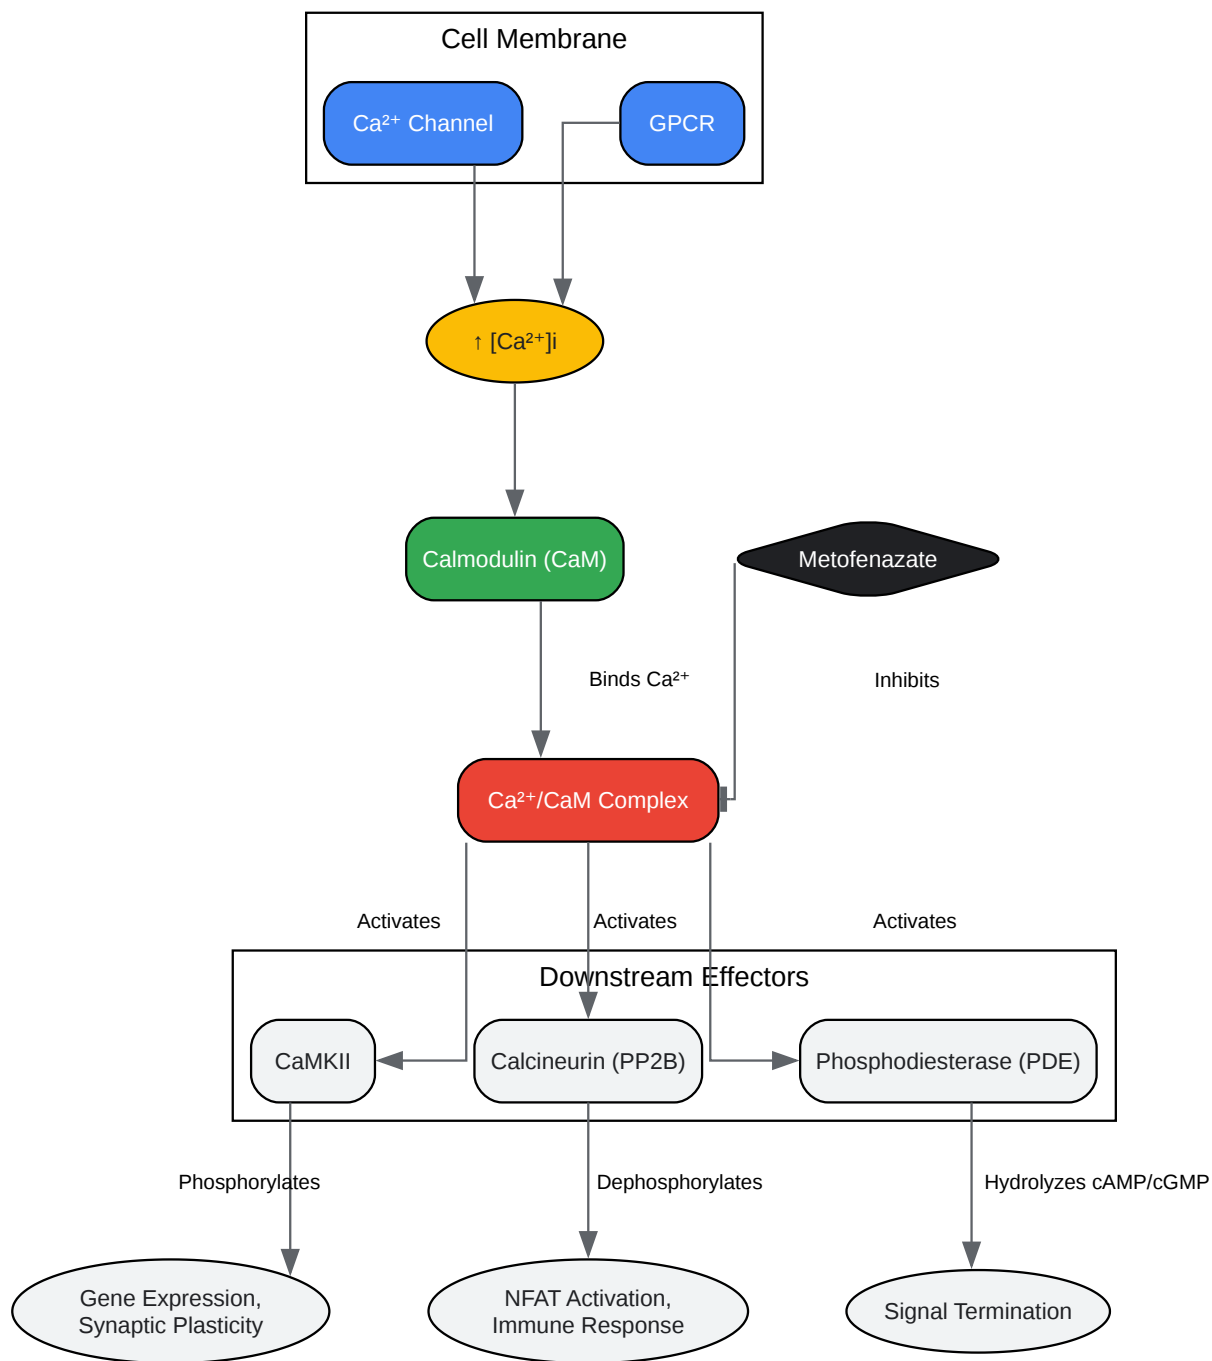 Cell Membrane
Ca²⁺ Channel
GPCR
↑ [Ca²⁺]i
Calmodulin (CaM)
Metofenazate
Binds Ca²⁺
Inhibits
Ca²⁺/CaM Complex
Activates
Activates
Activates
Downstream Effectors
CaMKII
Calcineurin (PP2B)
Phosphodiesterase (PDE)
Phosphorylates
Dephosphorylates
Hydrolyzes cAMP/cGMP
Gene Expression,
Synaptic Plasticity
NFAT Activation,
Immune Response
Signal Termination